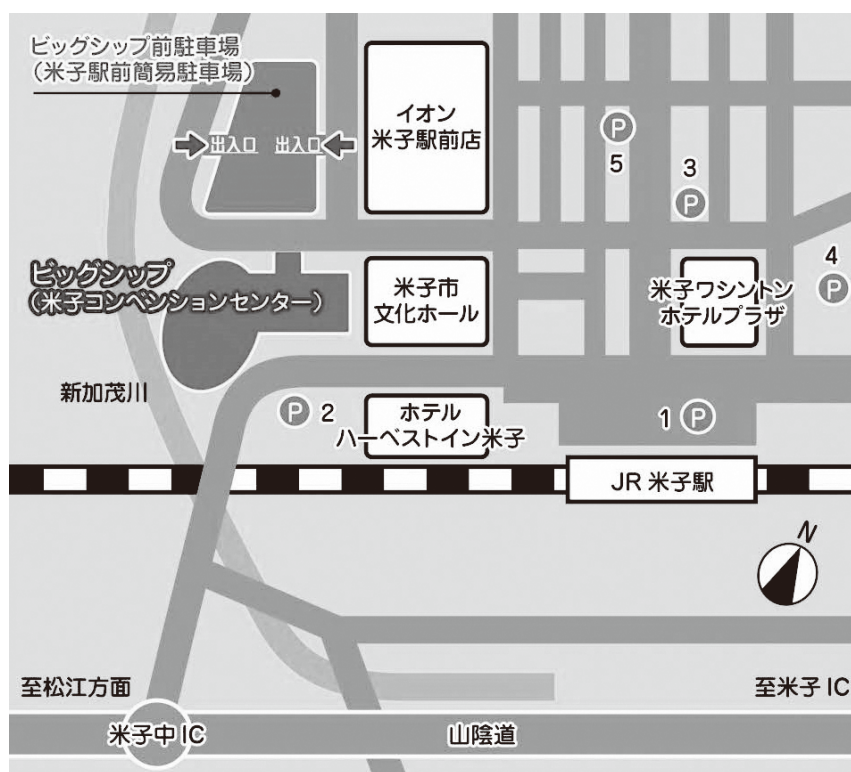 ビッグシップ前駐車場
（米子駅前簡易駐車場）
出入口 出入口
イオン
米子駅前店
P
5
3
P
ビッグシップ
（米子コンベンションセンター）
米子市
文化ホール
米子ワシントン
ホテルプラザ
4
P
新加茂川
P 2
ホテル
ハーベストイン米子
1 P
JR 米子駅
N
至松江方面
至米子 IC
米子中 IC
山陰道